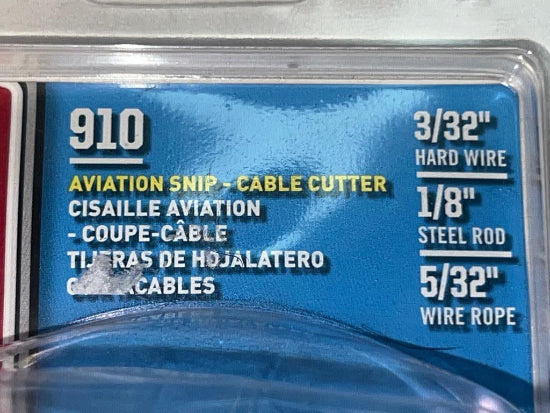 910
AVIATION SNIP - CABLE CUTTER
CISAILLE AVIATION
- COUPE-CÂBLE
TIJERAS DE HOJALATERO
3/32"
HARD WIRE
1/8"
STEEL ROD
5/32"
WIRE ROPE